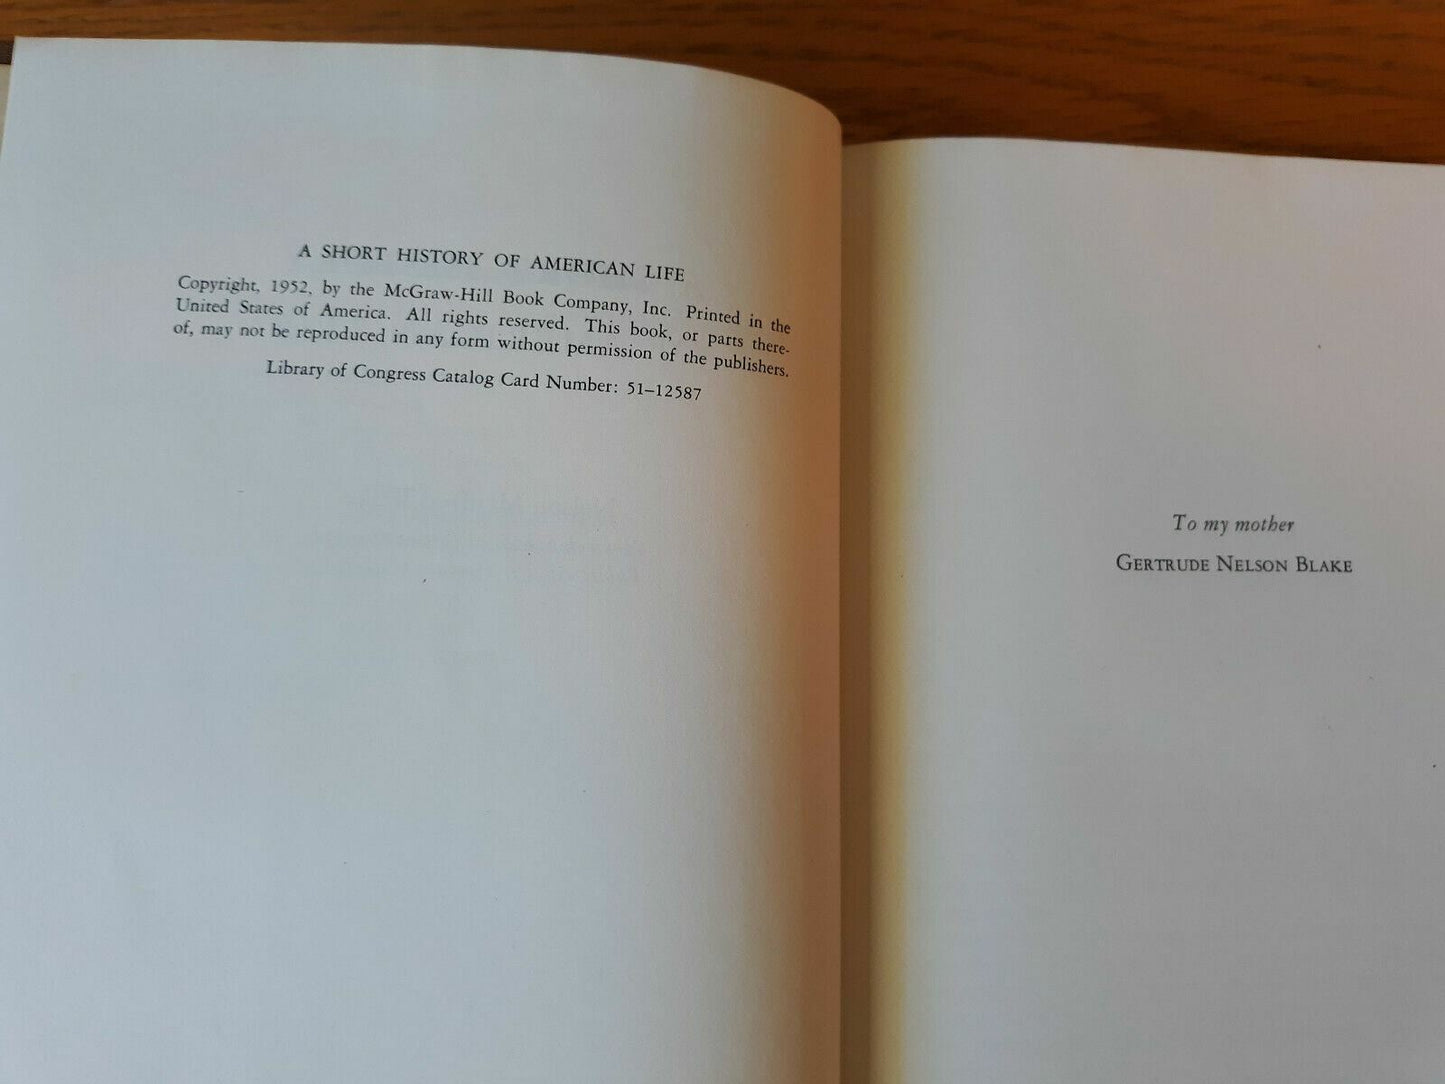 A SHORT HISTORY OF AMERICAN LIFE
Copyright, 1952, by the McGraw-Hill Book Company, Inc. Printed in the
United States of America. All rights reserved. This book, or parts there-
of, may not be reproduced in any form without permission of the publishers.
Library of Congress Catalog Card Number: 51–12587
To my mother
GERTRUDE NELSON BLAKE